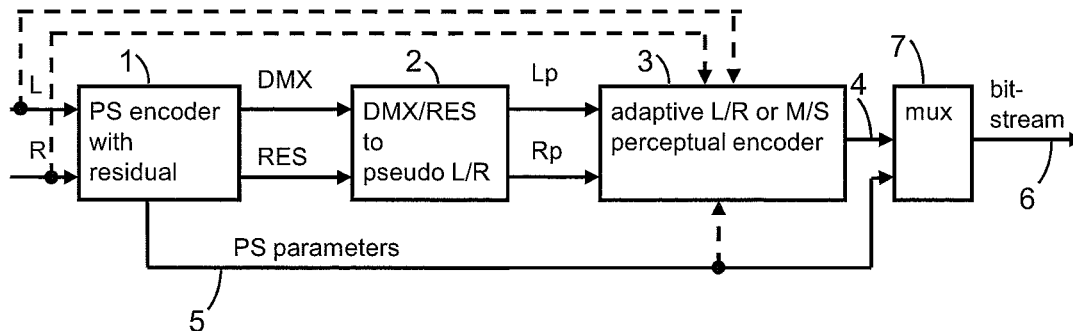 1
2
3
4
7
L
R
PS encoder
with
residual
DMX
RES
DMX/RES
to
pseudo L/R
Lp
Rp
adaptive L/R or M/S
perceptual encoder
mux
bit-
stream
6
PS parameters
5